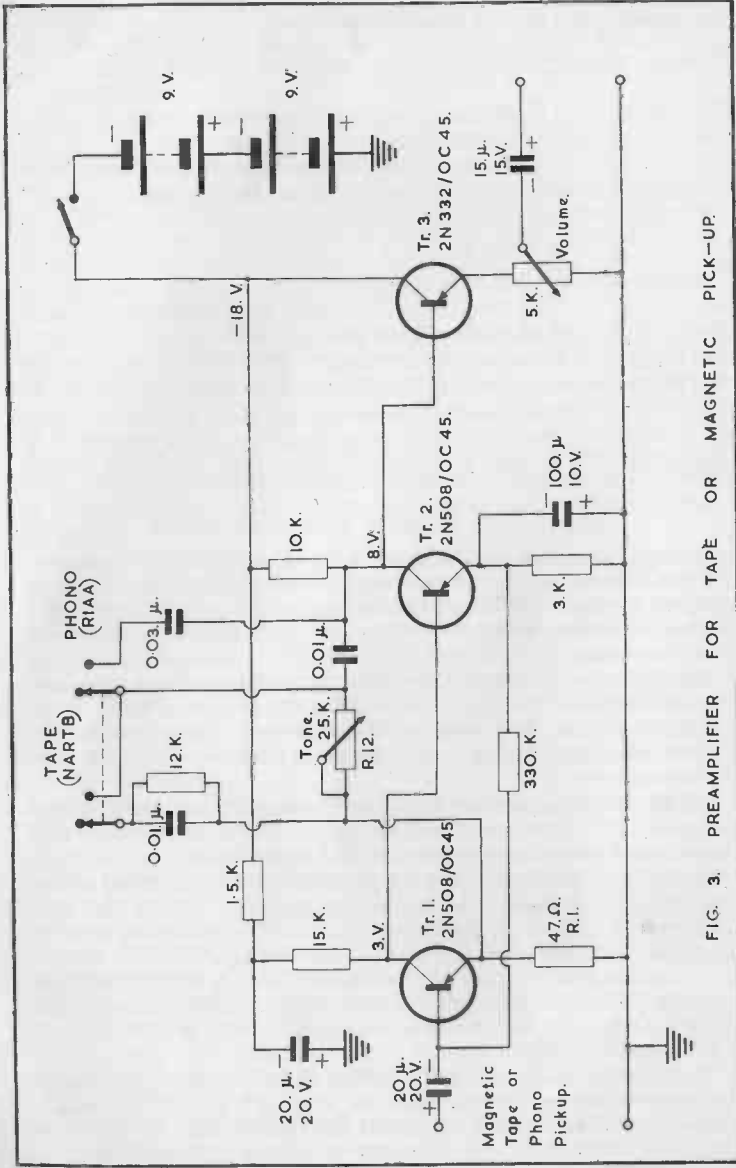 TAPE
(NARTB)
PHONO
(RIAA)
0.01. µ.
12 K.
0.03. µ.
9. V.
9. V.
-
+
-
+
-18. V.
1.5. K.
15. K.
10. K.
Tone.
25. K.
R.12.
0.01 µ.
20. µ.
20. V.
-
+
3. V.
8. V.
Tr. 1.
2N508/OC45
Tr. 2.
2N508/OC 45.
Tr. 3.
2N 332/OC 45.
20 µ
20. V.
+
-
Magnetic
Tape or
Phono
Pickup.
47. Ω.
R.1.
330. K.
3. K.
-
100. µ
10. V.
+
5. K.
Volume.
15. µ.
15. V.
-
+
FIG. 3. PREAMPLIFIER FOR TAPE OR MAGNETIC PICK-UP.